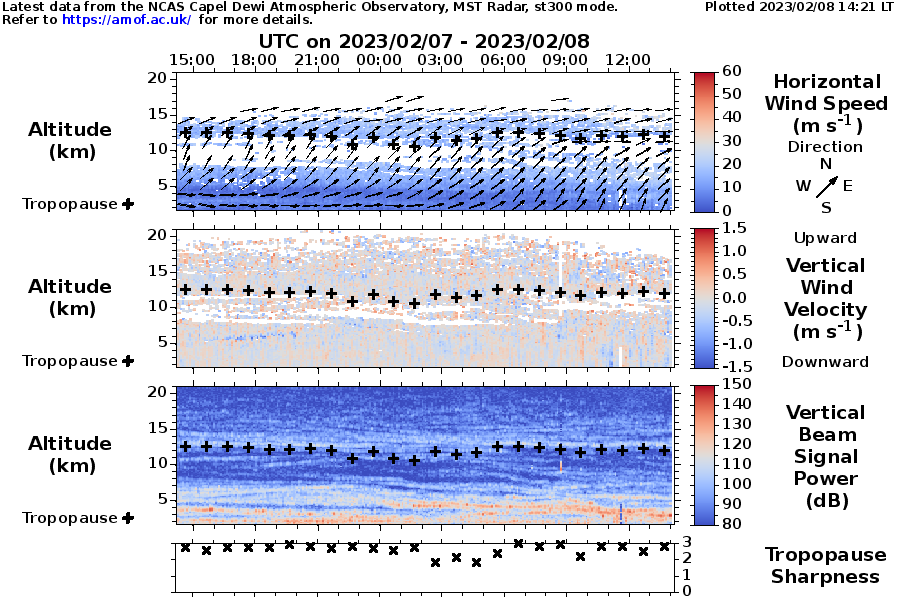 Latest data from the NCAS Capel Dewi Atmospheric Observatory, MST Radar, st300 mode. Plotted 2023/02/08 14:21 LT
Refer to https://amof.ac.uk/ for more details.
UTC on 2023/02/07 - 2023/02/08
15:00 18:00 21:00 00:00 03:00 06:00 09:00 12:00
20
15
10
5
Altitude
(km)
Tropopause
60
50
40
30
20
10
0
Horizontal
Wind Speed
(m s-1)
Direction
N
W E
S
20
15
10
5
Altitude
(km)
Tropopause
1.5
1.0
0.5
0.0
-0.5
-1.0
-1.5
Upward
Vertical
Wind
Velocity
(m s-1)
Downward
20
15
10
5
Altitude
(km)
Tropopause
150
140
130
120
110
100
90
80
Vertical
Beam
Signal
Power
(dB)
3
2
1
0
Tropopause
Sharpness